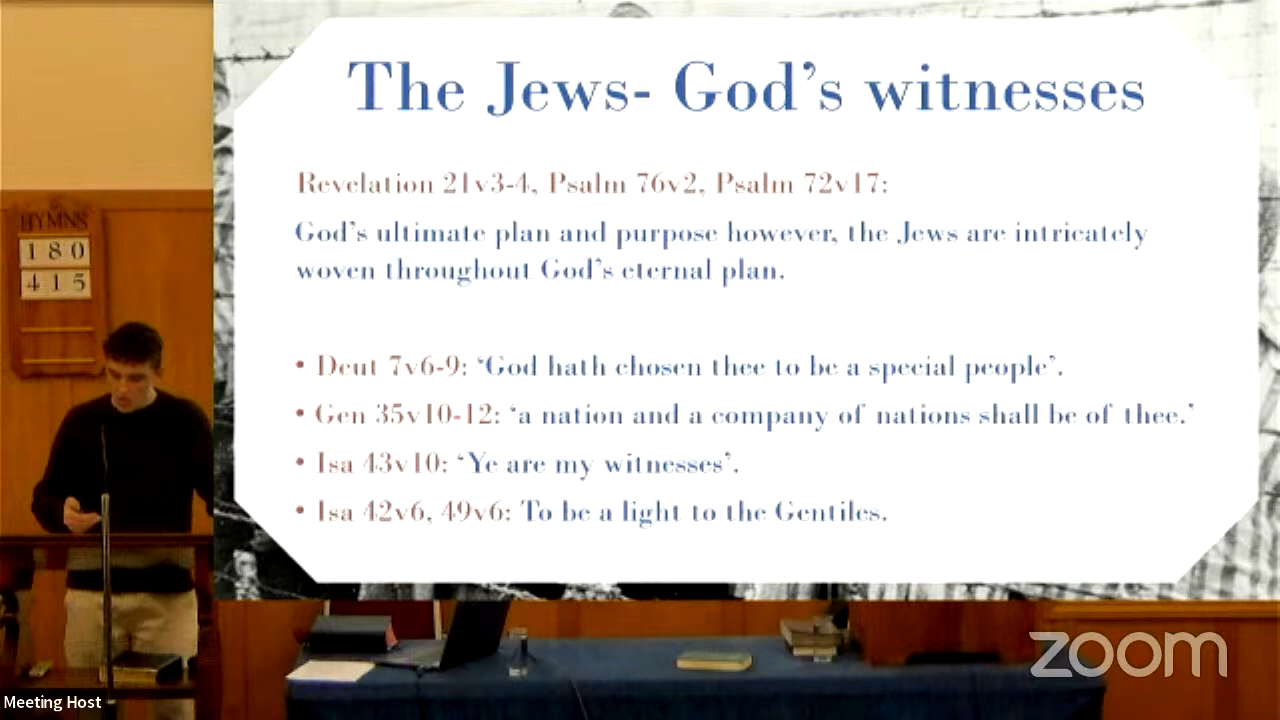 The Jews- God's witnesses
Revelation 21v3-4, Psalm 76v2, Psalm 72v17:
God's ultimate plan and purpose however, the Jews are intricately
woven throughout God's eternal plan.
• Deut 7v6-9: 'God hath chosen thee to be a special people'.
• Gen 35v10-12: 'a nation and a company of nations shall be of thee.'
• Isa 43v10: 'Ye are my witnesses'.
• Isa 42v6, 49v6: To be a light to the Gentiles.
HYMNS
180
415
zoom
Meeting Host